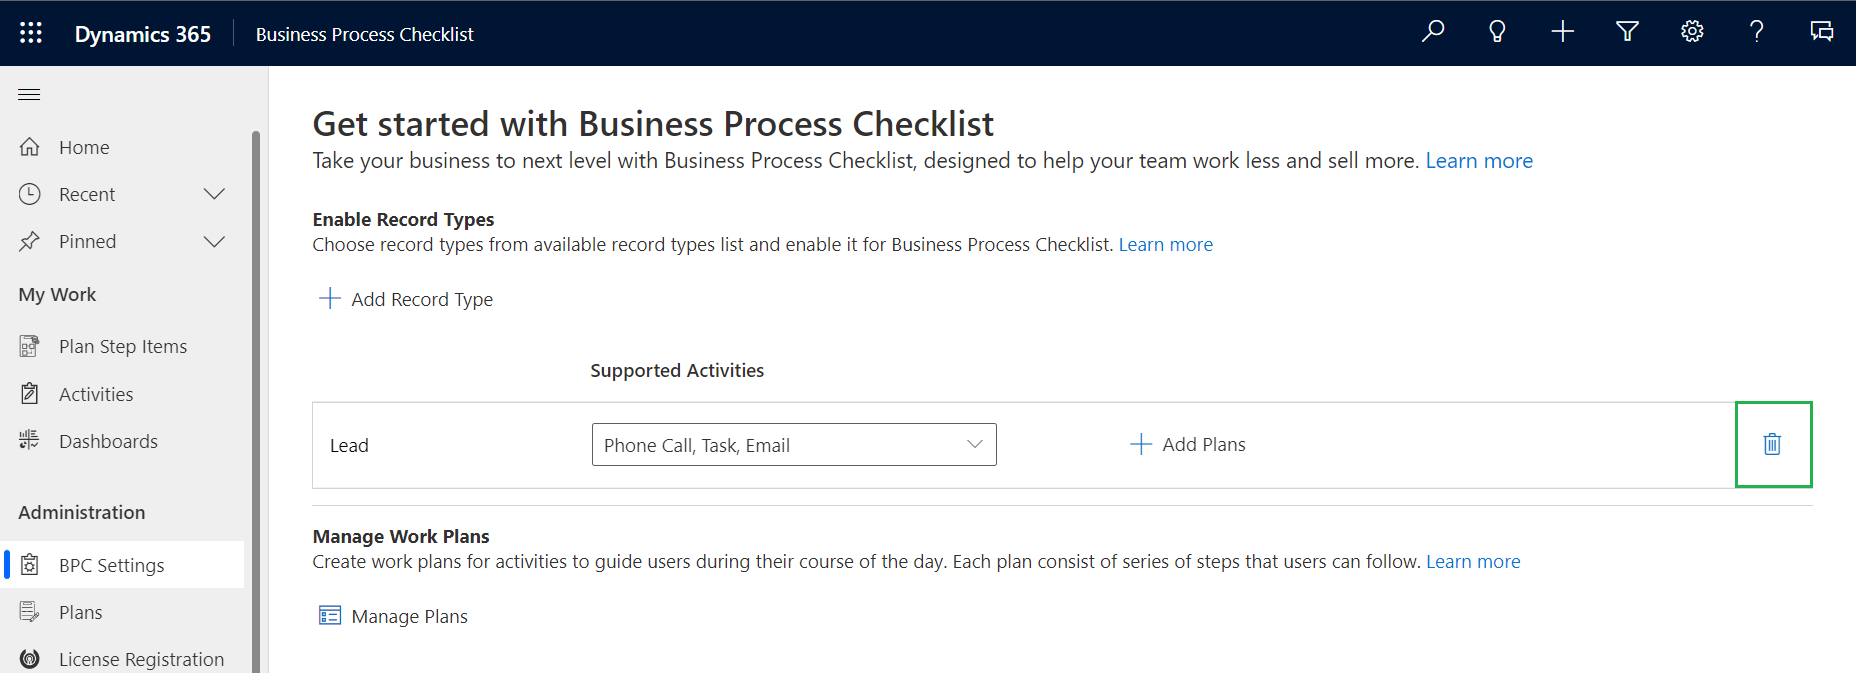 Dynamics 365
Business Process Checklist
Home
Recent
Pinned
My Work
Plan Step Items
Activities
Dashboards
Administration
BPC Settings
Plans
License Registration
Get started with Business Process Checklist
Take your business to next level with Business Process Checklist, designed to help your team work less and sell more. Learn more
Enable Record Types
Choose record types from available record types list and enable it for Business Process Checklist. Learn more
Add Record Type
Supported Activities
Lead
Phone Call, Task, Email
Add Plans
Manage Work Plans
Create work plans for activities to guide users during their course of the day. Each plan consist of series of steps that users can follow. Learn more
Manage Plans